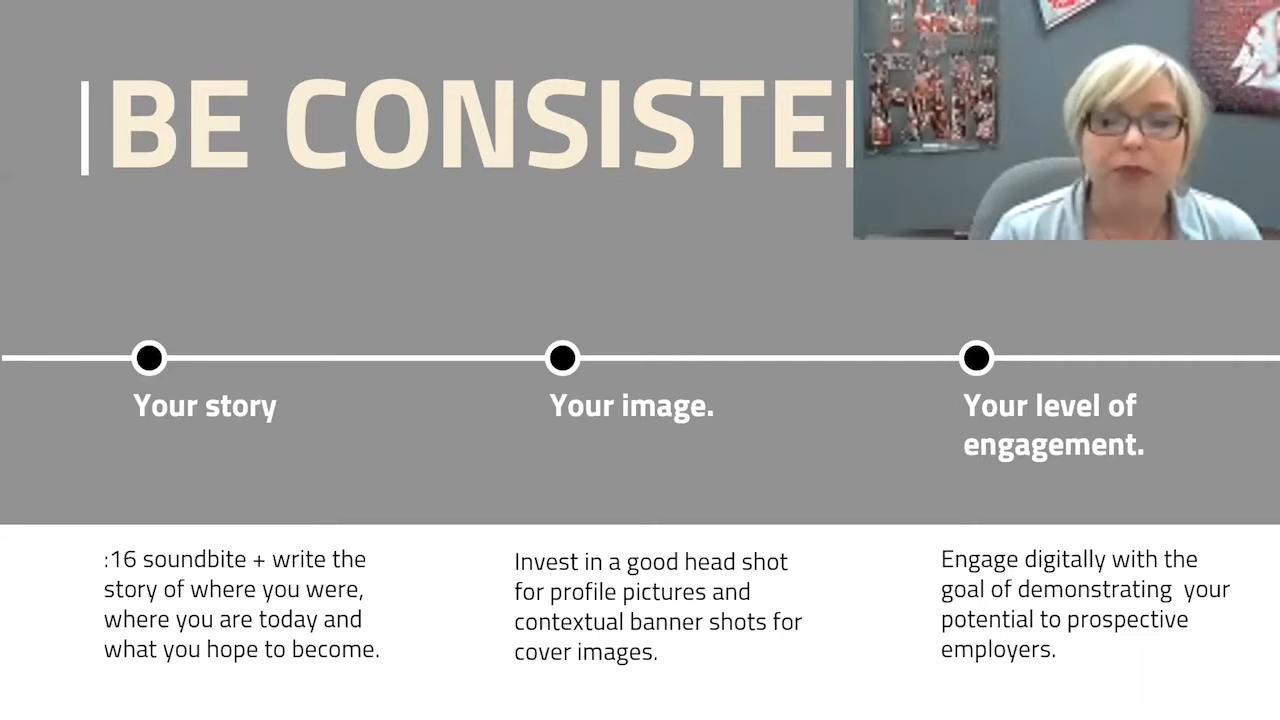 BE CONSISTE
Your story
Your image.
Your level of
engagement.
:16 soundbite + write the
story of where you were,
where you are today and
what you hope to become.
Invest in a good head shot
for profile pictures and
contextual banner shots for
cover images.
Engage digitally with the
goal of demonstrating your
potential to prospective
employers.